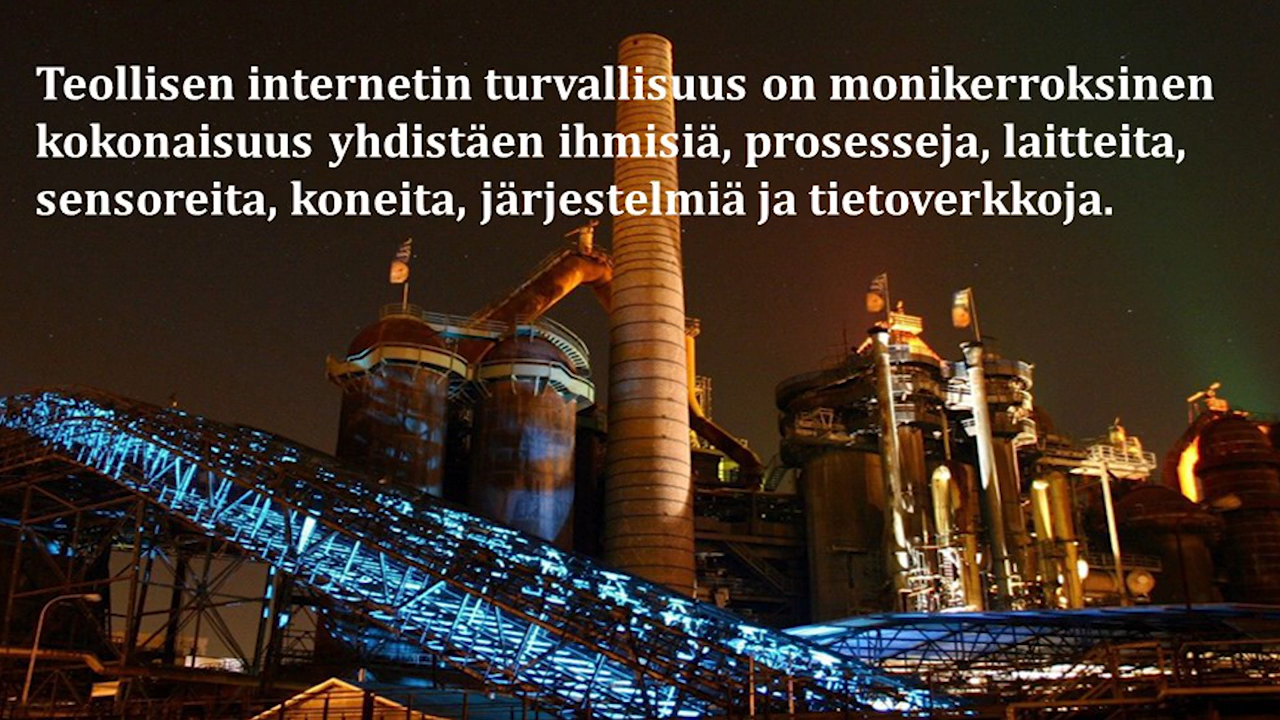 Teollisen internetin turvallisuus on monikerroksinen
kokonaisuus yhdistäen ihmisiä, prosesseja, laitteita,
sensoreita, koneita, järjestelmiä ja tietoverkkoja.